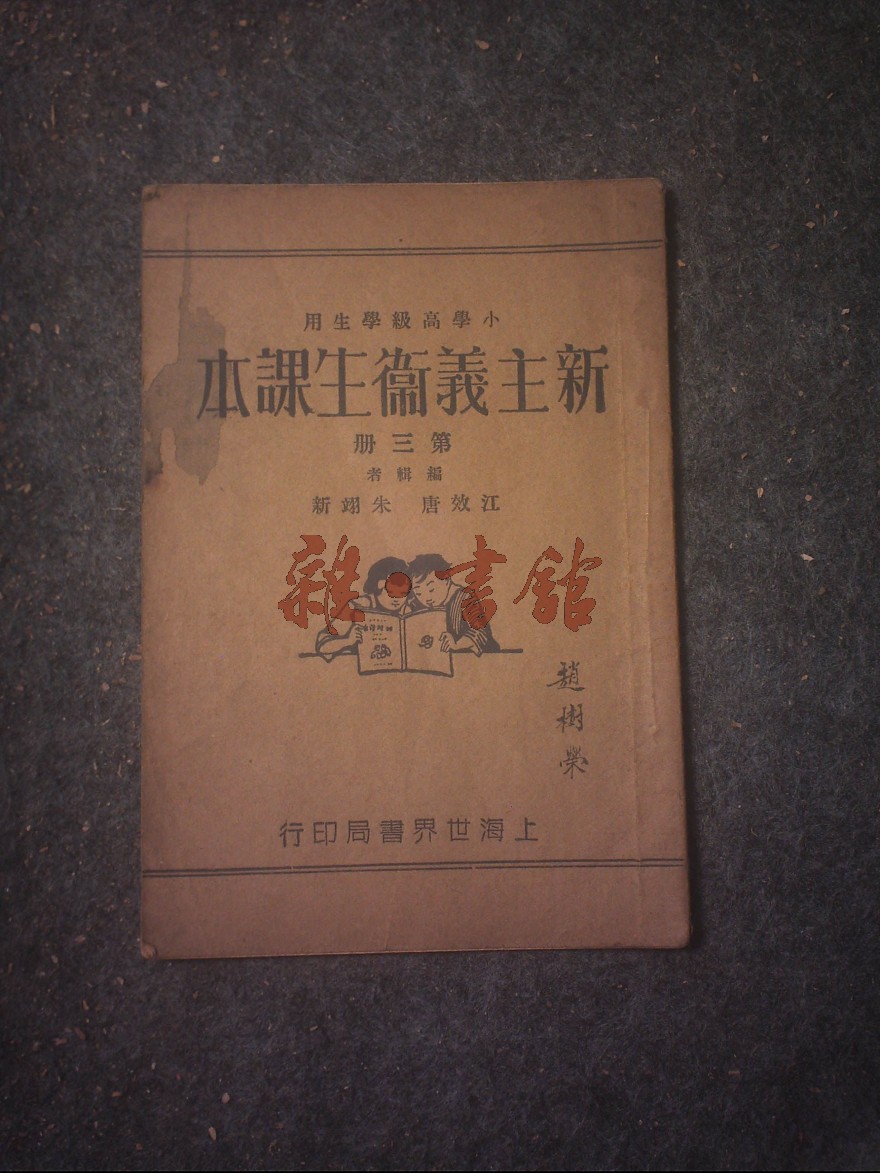 小學高級學生用
新主義衞生課本
第三册
編輯者
江效唐 朱翊新
雜·書館
趙樹榮
上海世界書局印行